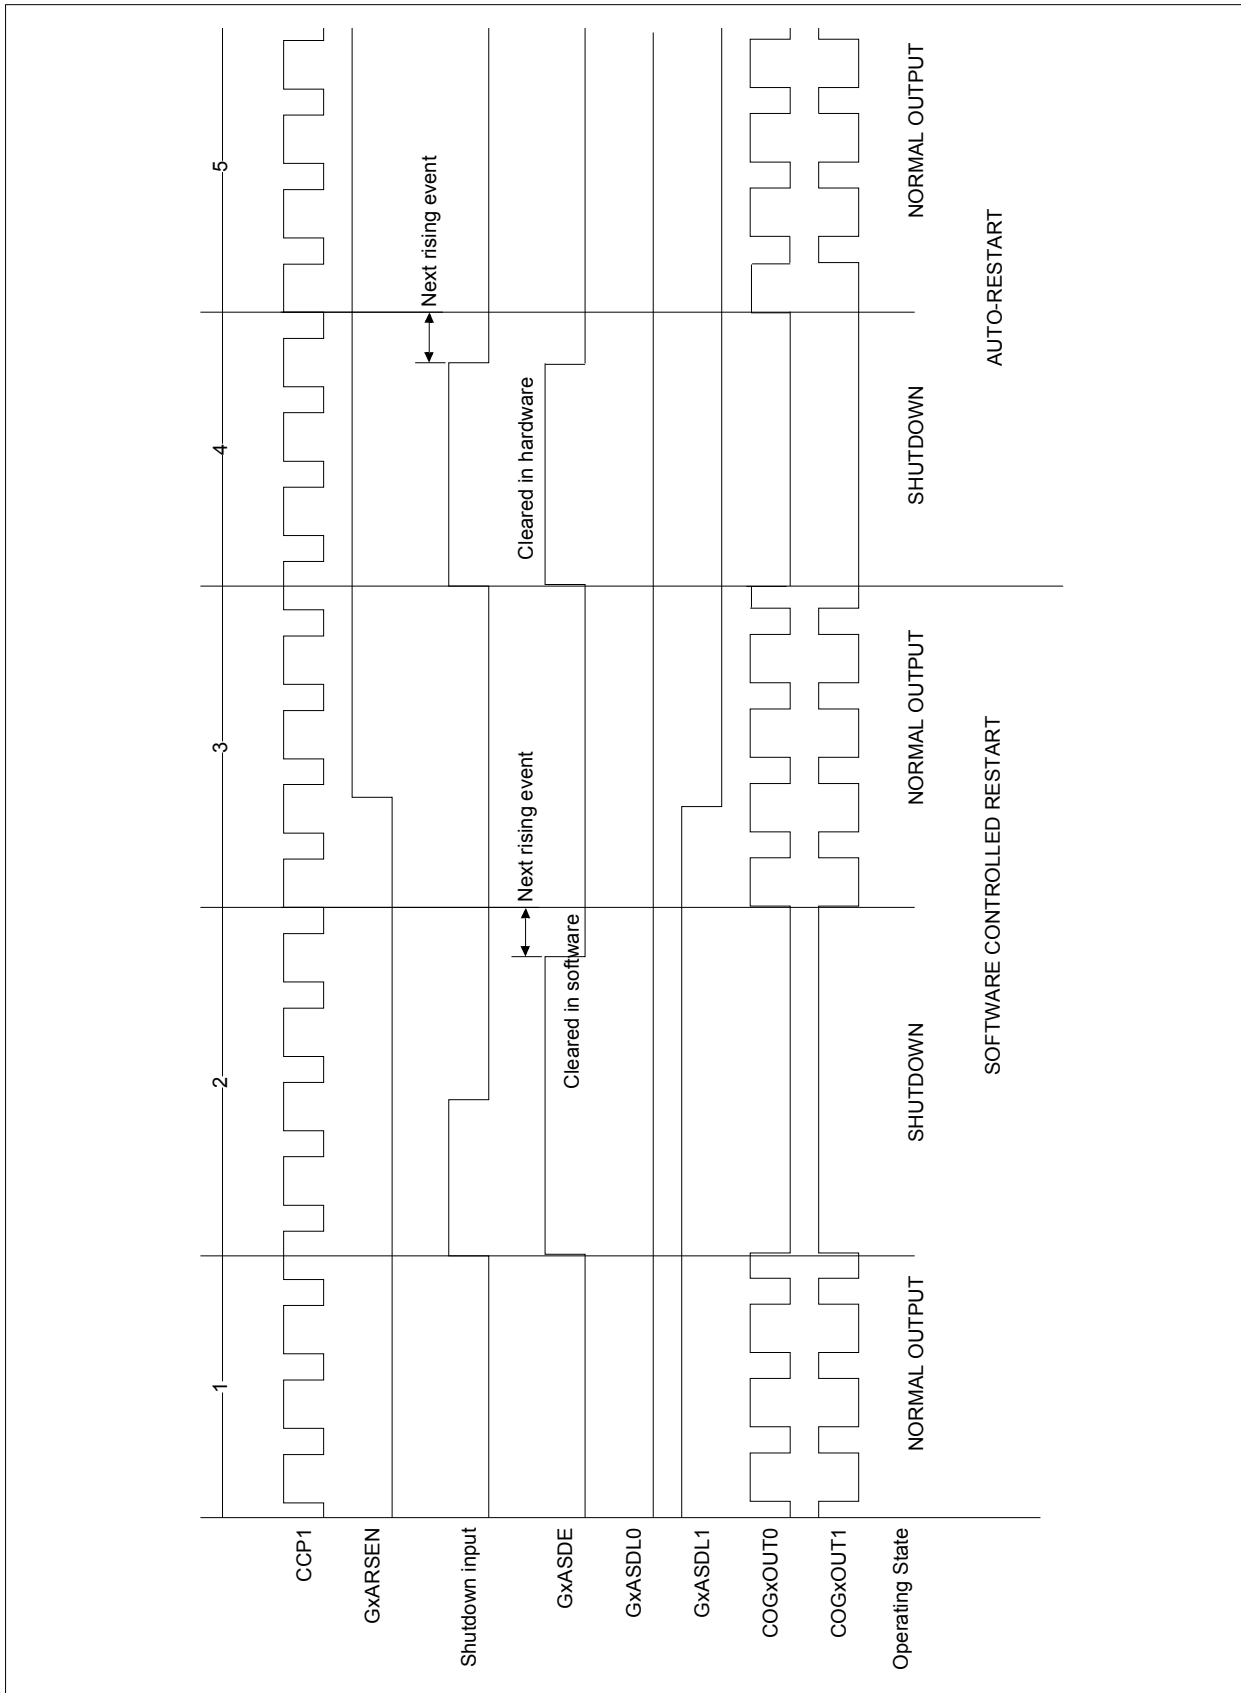 1
2
3
4
5
CCP1
GxARSEN
Next rising event
Shutdown input
Next rising event
GxASDE
Cleared in software
Cleared in hardware
GxASDL0
GxASDL1
COGxOUT0
COGxOUT1
Operating State
NORMAL OUTPUT
SHUTDOWN
NORMAL OUTPUT
SHUTDOWN
NORMAL OUTPUT
SOFTWARE CONTROLLED RESTART
AUTO-RESTART